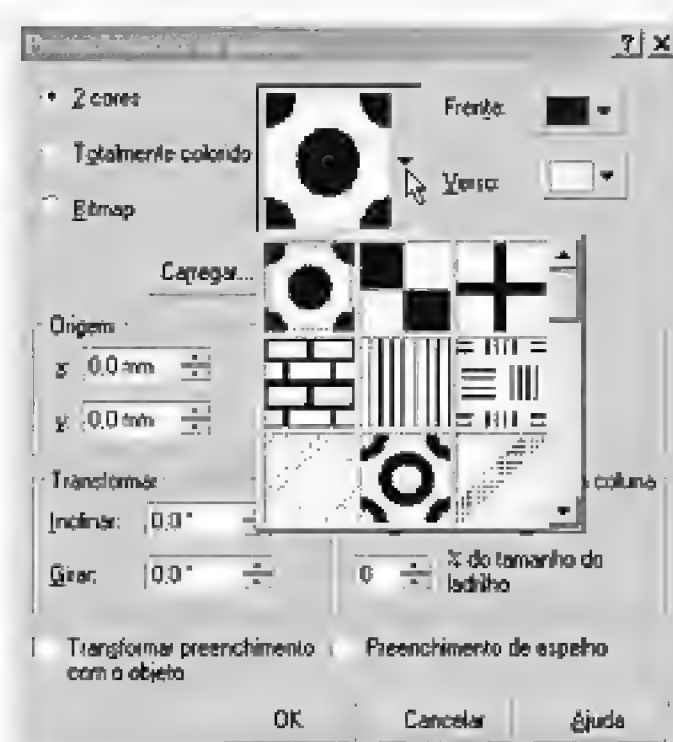 2 cores
Frente:
Totalmente colorido
Verso:
Bitmap
Carregar...
Origem
x: 0.0 mm
y: 0.0 mm
Transformar
coluna
Inclinar: 0.0 °
Girar: 0.0 °
0 % do tamanho do ladrilho
Transformar preenchimento com o objeto
Preenchimento de espelho
OK Cancelar Ajuda